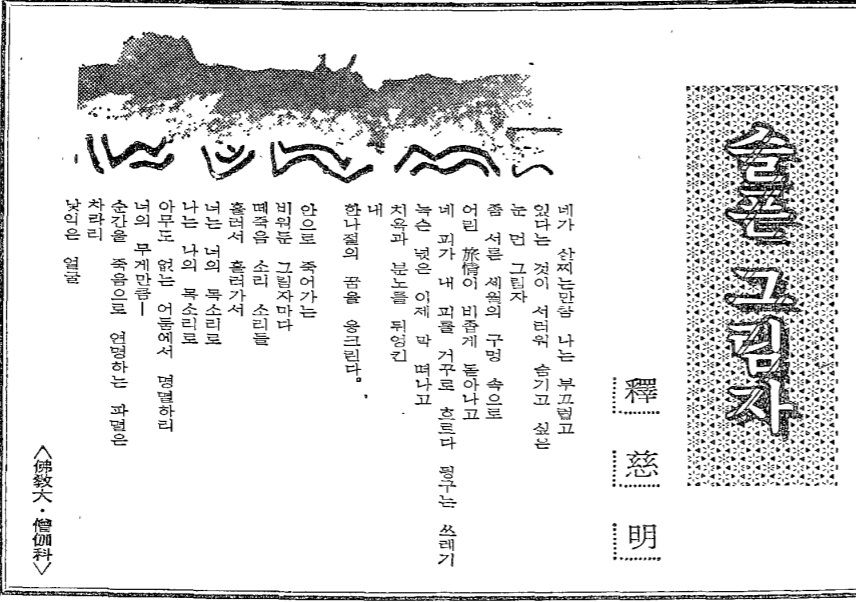 슬픈 그림자
釋 慈 明
네가 살찌는만큼 나는 부끄럽고
있다는 것이 서러워 숨기고 싶은
눈 먼 그림자
좀 서른 세월의 구멍 속으로
어린 旅情이 비좁게 돋아나고
네 피가 내 피를 거꾸로 흐르다 뒹구는 쓰레기
녹슨 넋은 이제 막 떠나고
치욕과 분노를 뒤엉킨
내
한나절의 꿈을 웅크린다.
안으로 죽어가는
비워둔 그림자마다
떼죽음 소리 소리들
흘러서 흘러가서
너는 너의 목소리로
나는 나의 목소리로
아무도 없는 어둠에서 명멸하리
너의 무게만큼—
순간을 죽음으로 연명하는 파멸은
차라리
낯익은 얼굴
<佛敎大·僧伽科>